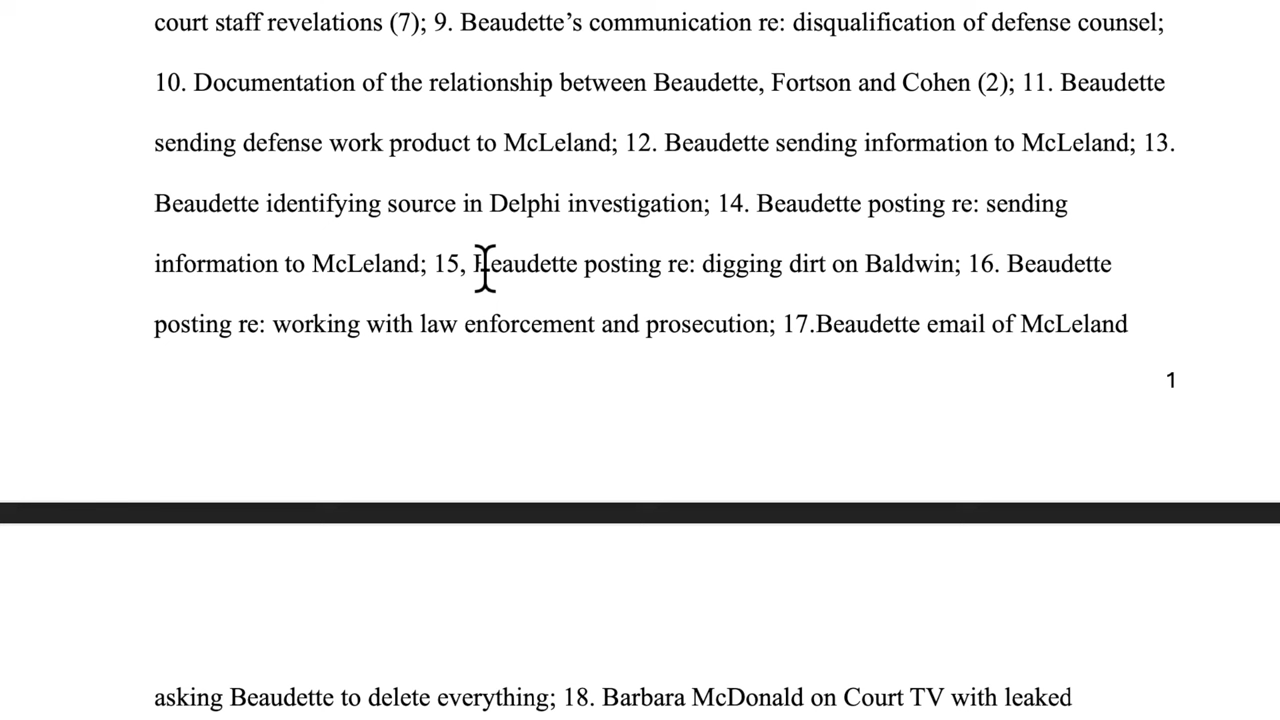 court staff revelations (7); 9. Beaudette’s communication re: disqualification of defense counsel;
10. Documentation of the relationship between Beaudette, Fortson and Cohen (2); 11. Beaudette
sending defense work product to McLeland; 12. Beaudette sending information to McLeland; 13.
Beaudette identifying source in Delphi investigation; 14. Beaudette posting re: sending
information to McLeland; 15, Beaudette posting re: digging dirt on Baldwin; 16. Beaudette
posting re: working with law enforcement and prosecution; 17.Beaudette email of McLeland
1
asking Beaudette to delete everything; 18. Barbara McDonald on Court TV with leaked